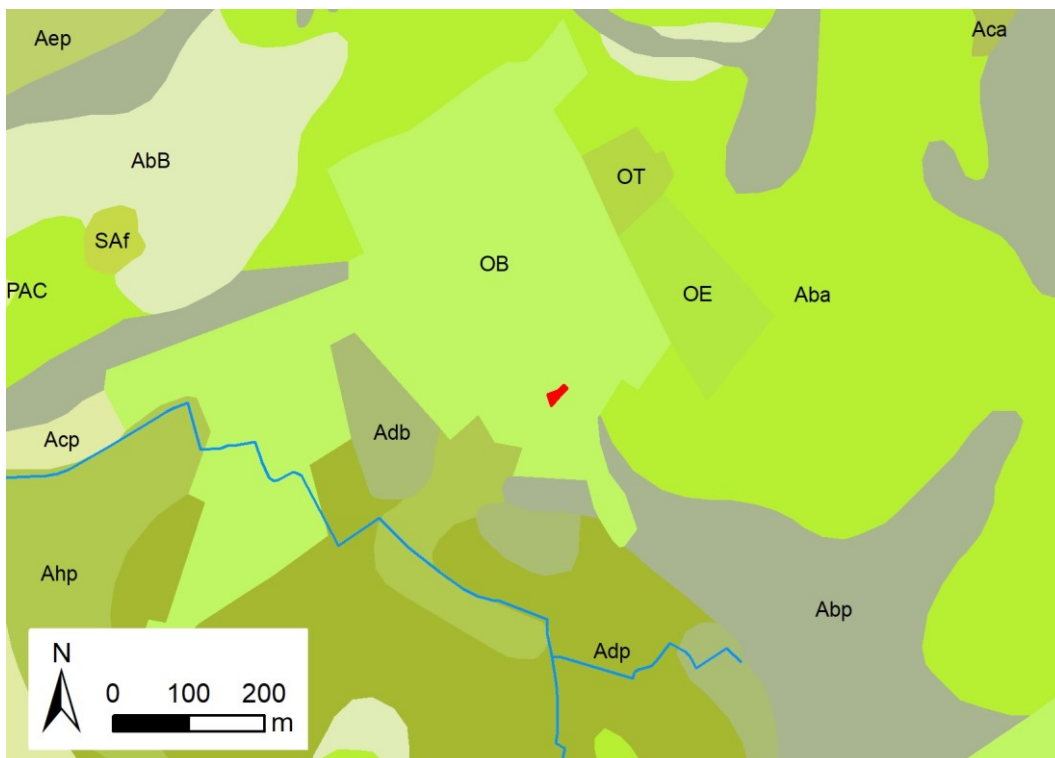 Aep
Aca
AbB
OT
SAf
OB
PAC
OE
Aba
Acp
Adb
Ahp
Abp
Adp
N
0 100 200
m